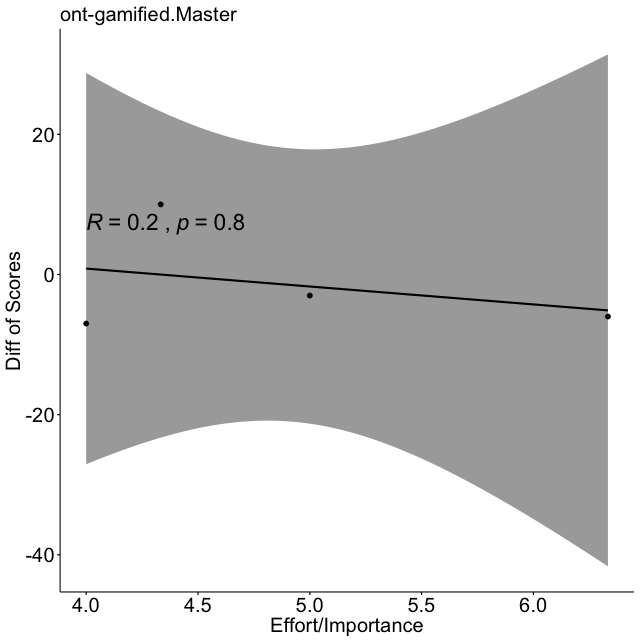 ont-gamified.Master
20
R = 0.2 , p = 0.8
0
Diff of Scores
-20
-40
4.0 4.5 5.0 5.5 6.0
Effort/Importance